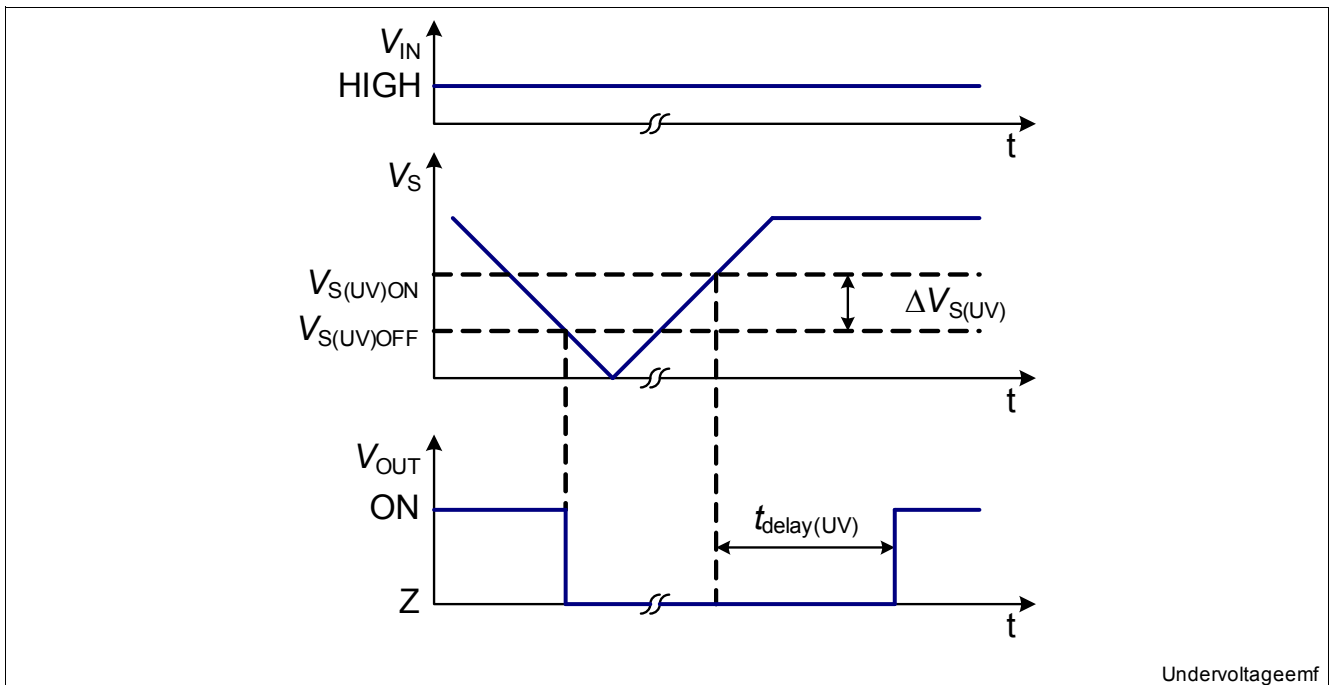 VIN
HIGH
t
VS
VS(UV)ON
VS(UV)OFF
ΔVS(UV)
t
VOUT
ON
tdelay(UV)
Z
t
Undervoltageemf